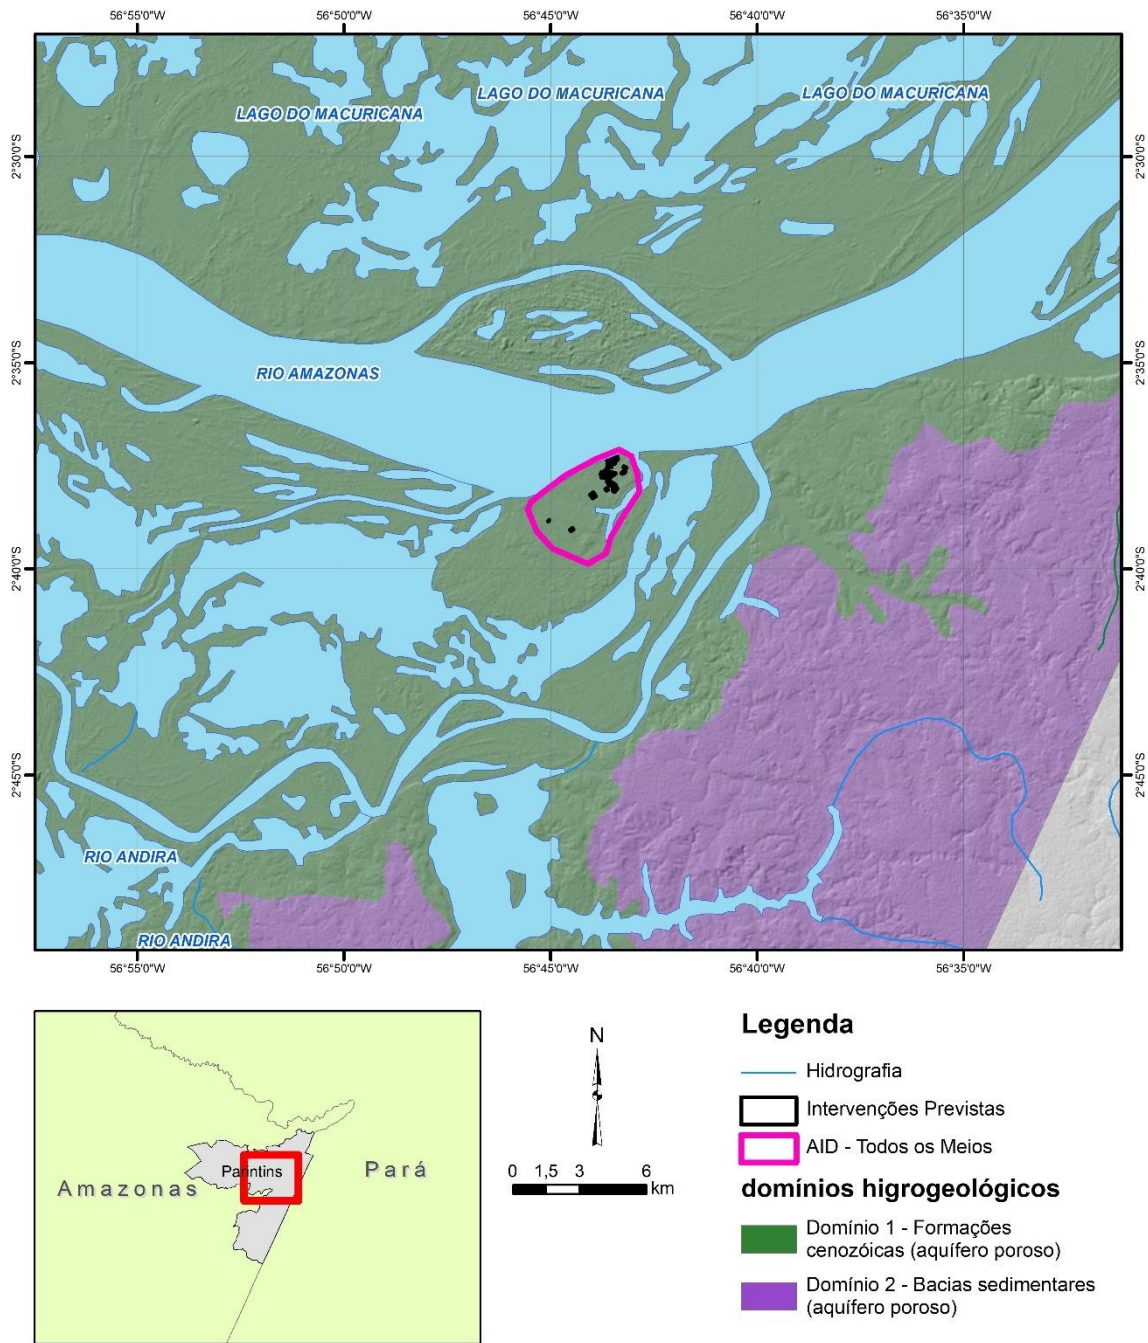 56°55'0"W 56°50'0"W 56°45'0"W 56°40'0"W 56°35'0"W
LAGO DO MACURICANA
LAGO DO MACURICANA
LAGO DO MACURICANA
2°30'0"S
2°30'0"S
2°35'0"S
2°35'0"S
RIO AMAZONAS
2°40'0"S
2°40'0"S
2°45'0"S
2°45'0"S
RIO ANDIRA
RIO ANDIRA
56°55'0"W 56°50'0"W 56°45'0"W 56°40'0"W 56°35'0"W
Parintins
Amazonas
Pará
N
0 1,5 3 6
km
Legenda
Hidrografia
Intervenções Previstas
AID - Todos os Meios
domínios higrogeológicos
Domínio 1 - Formações
cenozóicas (aquífero poroso)
Domínio 2 - Bacias sedimentares
(aquífero poroso)